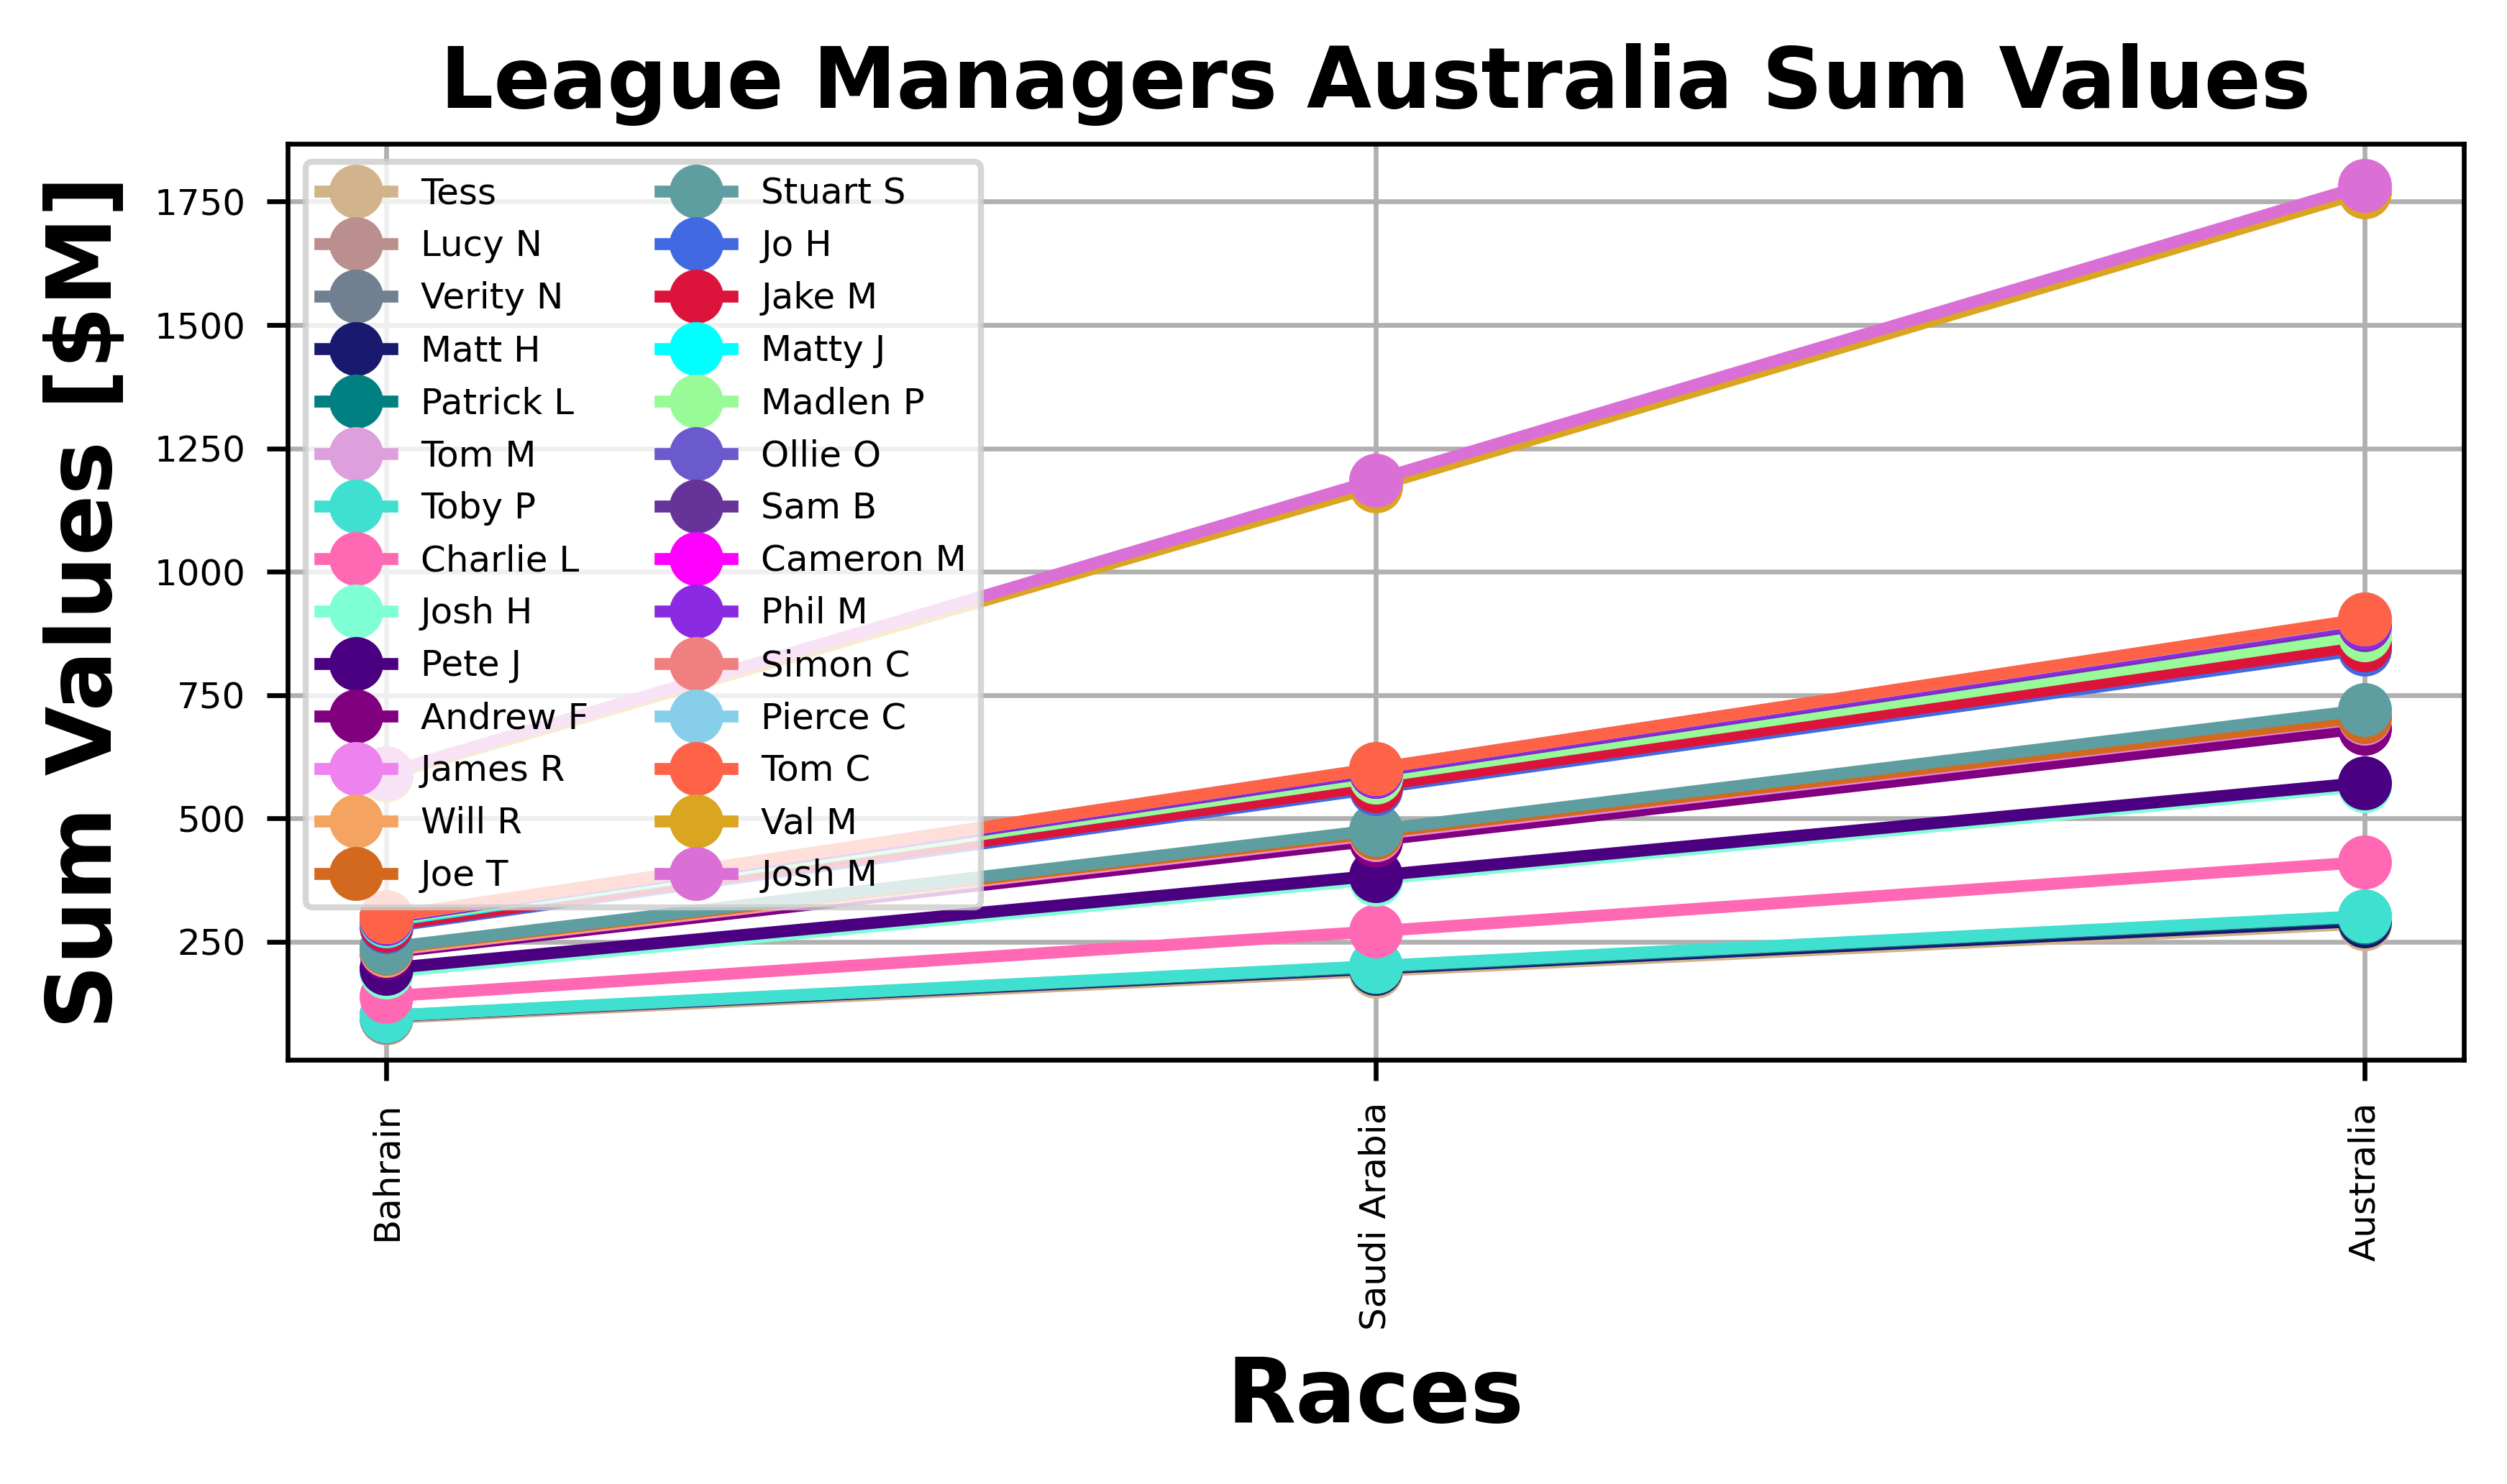 League Managers Australia Sum Values
Sum Values [$M]
1750
1500
1250
1000
750
500
250
Tess
Lucy N
Verity N
Matt H
Patrick L
Tom M
Toby P
Charlie L
Josh H
Pete J
Andrew F
James R
Will R
Joe T
Stuart S
Jo H
Jake M
Matty J
Madlen P
Ollie O
Sam B
Cameron M
Phil M
Simon C
Pierce C
Tom C
Val M
Josh M
Bahrain
Saudi Arabia
Australia
Races